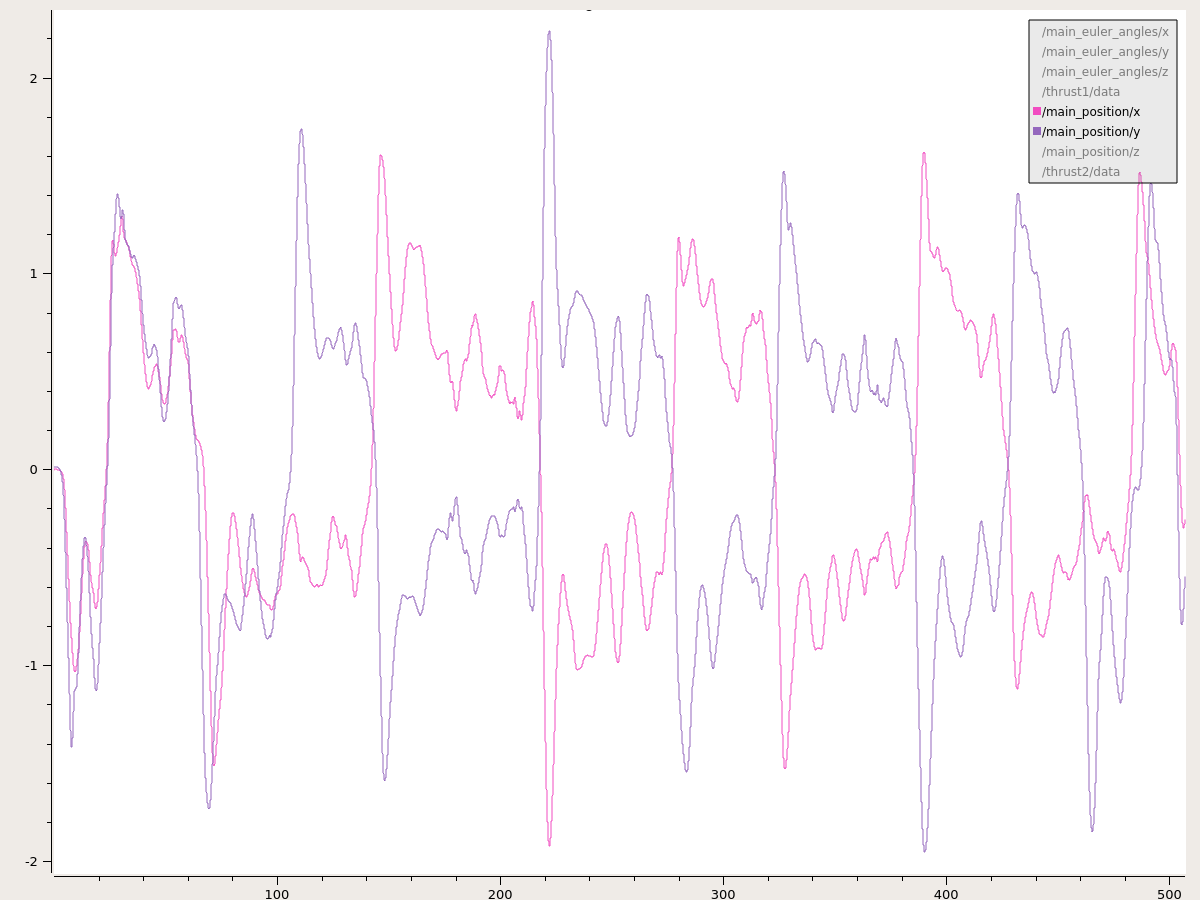 /main_euler_angles/x
/main_euler_angles/y
/main_euler_angles/z
/thrust1/data
/main_position/x
/main_position/y
/main_position/z
/thrust2/data
2
1
0
-1
-2
100
200
300
400
500